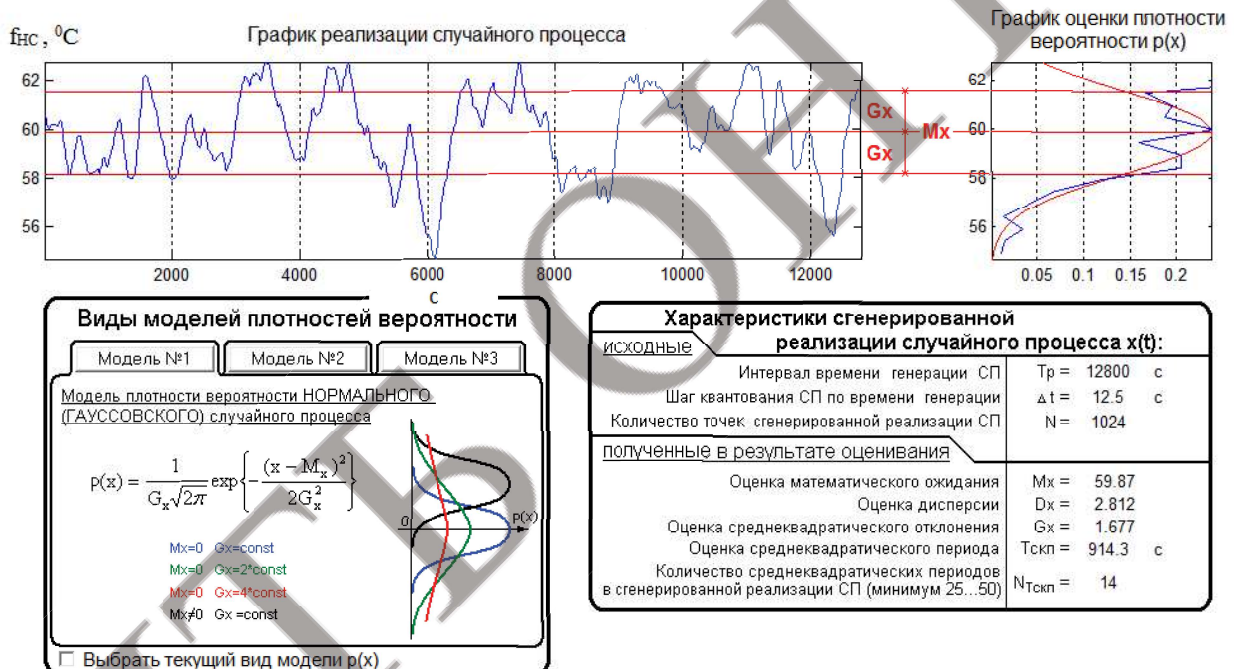 fнс , ⁰C
График реализации случайного процесса
График оценки плотности
вероятности p(x)
62
60
58
56
2000
4000
6000
8000
10000
12000
с
Gx
Mx
Gx
62
60
58
56
0.05 0.1 0.15 0.2
Виды моделей плотностей вероятности
Модель №1 Модель №2 Модель №3
Модель плотности вероятности НОРМАЛЬНОГО
(ГАУССОВСКОГО) случайного процесса
p(x) = 1/(Gx√2π) exp{-(x – Mx)²/(2Gx²)}
0 p(x)
Mx=0 Gx=const
Mx=0 Gx=2*const
Mx=0 Gx=4*const
Mx≠0 Gx =const
Выбрать текущий вид модели p(x)
Характеристики сгенерированной
исходные реализации случайного процесса x(t):
Интервал времени генерации СП Tp = 12800 с
Шаг квантования СП по времени генерации Δt = 12.5 с
Количество точек сгенерированной реализации СП N = 1024
полученные в результате оценивания
Оценка математического ожидания Mx = 59.87
Оценка дисперсии Dx = 2.812
Оценка среднеквадратического отклонения Gx = 1.677
Оценка среднеквадратического периода Tскп = 914.3 с
Количество среднеквадратических периодов
в сгенерированной реализации СП (минимум 25...50) NTскп = 14